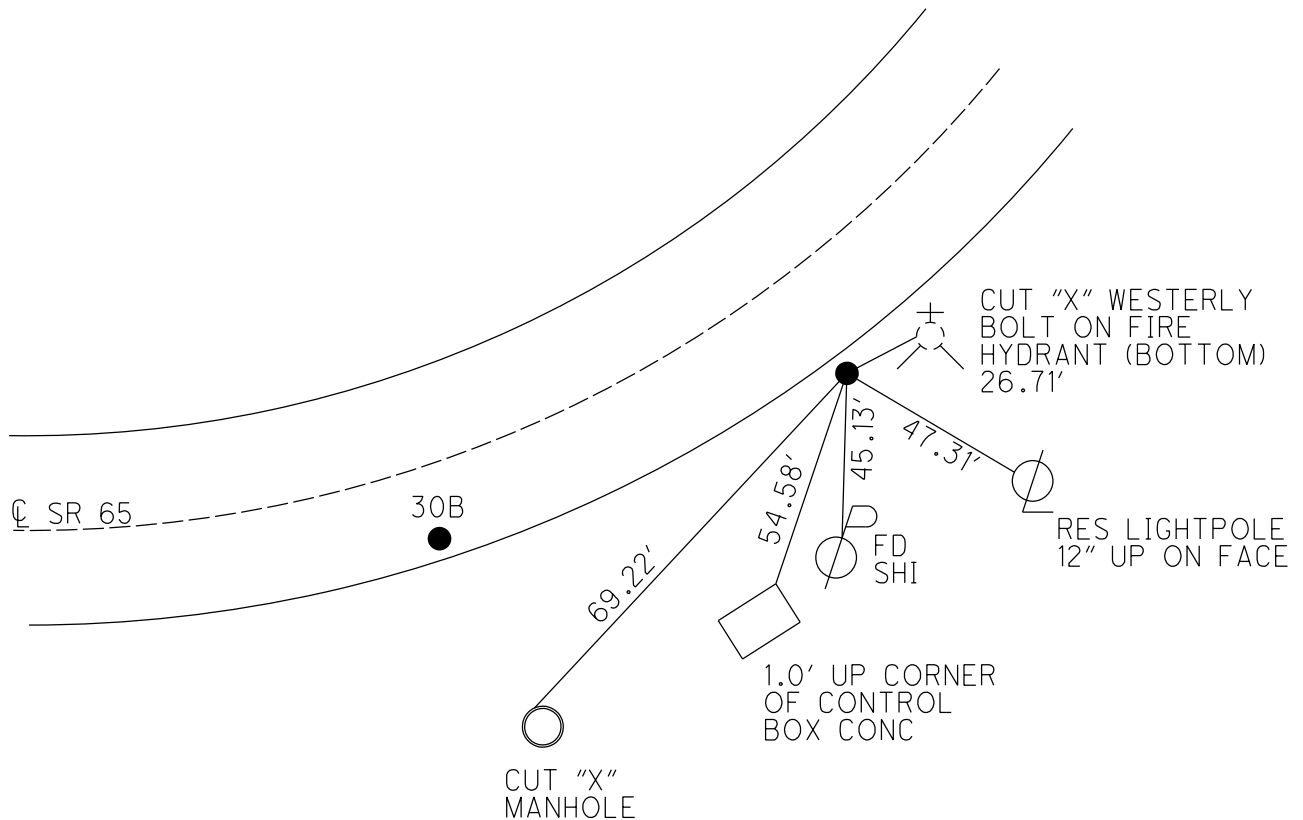 CUT "X" WESTERLY
BOLT ON FIRE
HYDRANT (BOTTOM)
26.71'
47.31'
45.13'
54.58'
69.22'
℄ SR 65
30B
RES LIGHTPOLE
12" UP ON FACE
FD
SHI
1.0' UP CORNER
OF CONTROL
BOX CONC
CUT "X"
MANHOLE